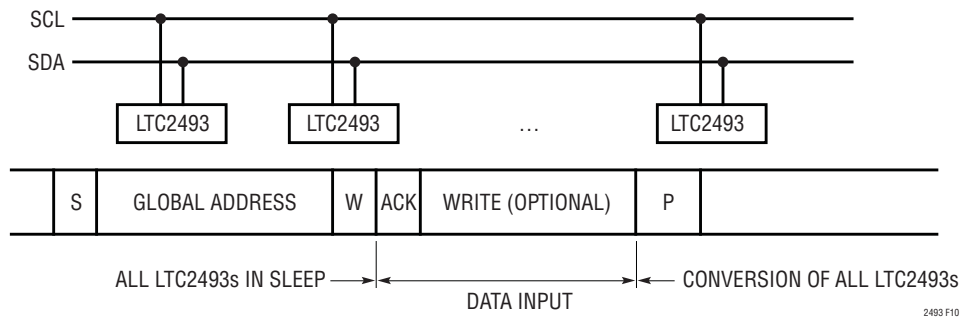 SCL
SDA
LTC2493 LTC2493 … LTC2493
S GLOBAL ADDRESS W ACK WRITE (OPTIONAL) P
ALL LTC2493s IN SLEEP DATA INPUT CONVERSION OF ALL LTC2493s
2493 F10